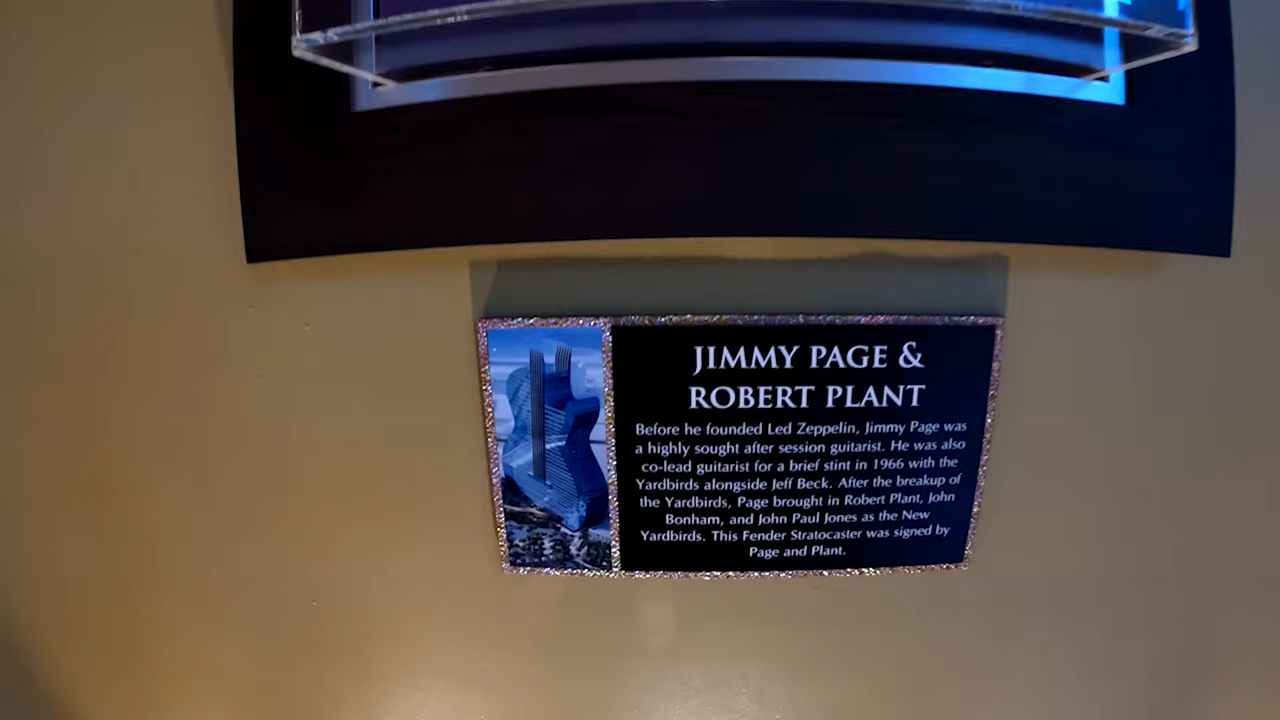 JIMMY PAGE &
ROBERT PLANT
Before he founded Led Zeppelin, Jimmy Page was
a highly sought after session guitarist. He was also
co-lead guitarist for a brief stint in 1966 with the
Yardbirds alongside Jeff Beck. After the breakup of
the Yardbirds, Page brought in Robert Plant, John
Bonham, and John Paul Jones as the New
Yardbirds. This Fender Stratocaster was signed by
Page and Plant.